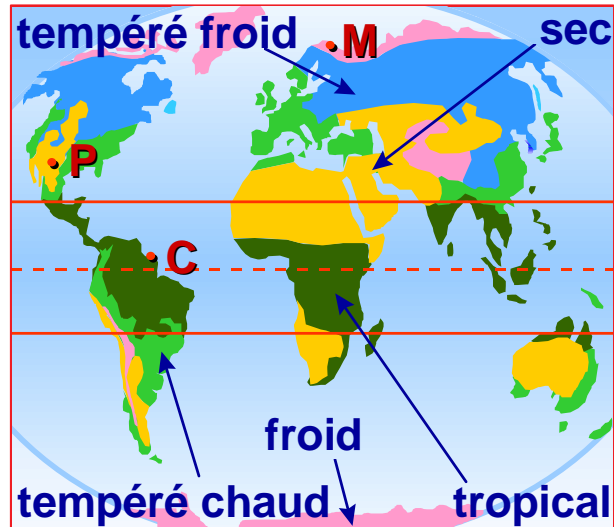 tempéré froid
M
sec
P
C
froid
tempéré chaud
tropical